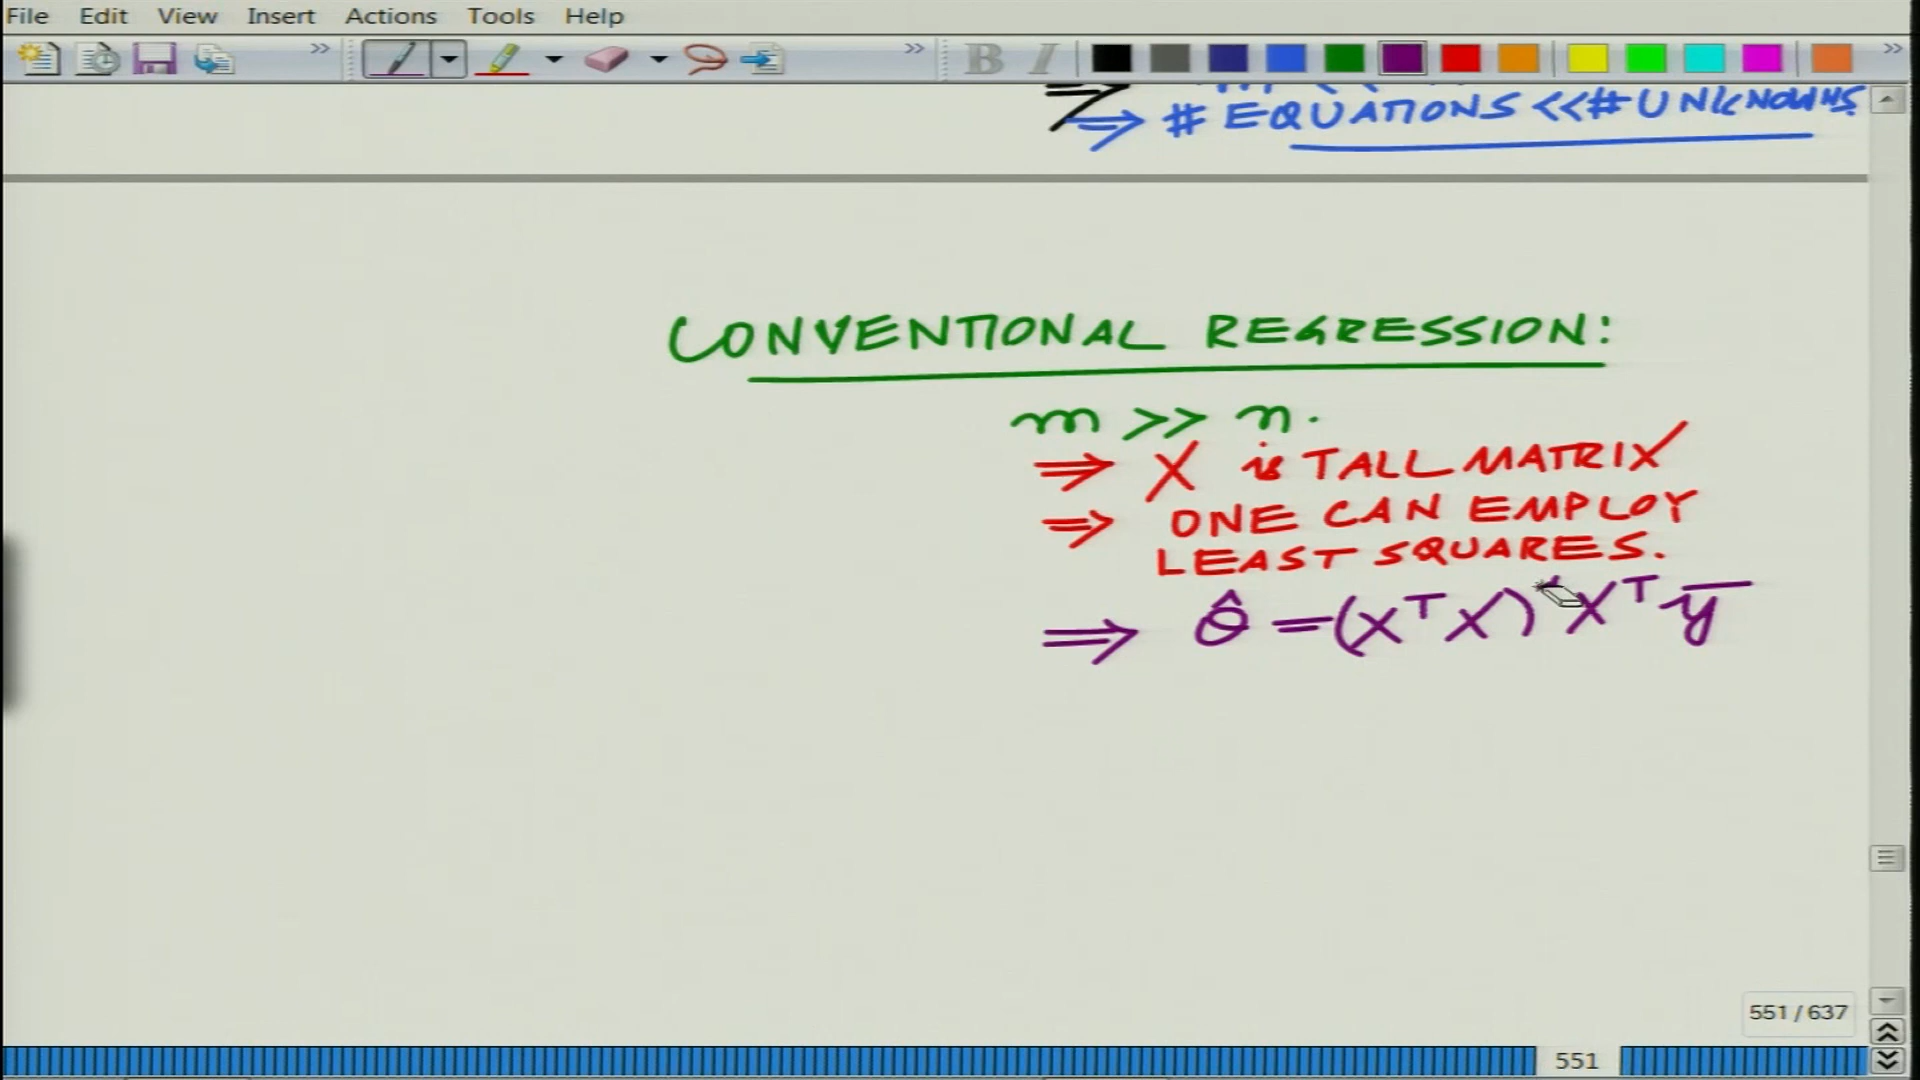 File Edit View Insert Actions Tools Help
B I
⇒ # EQUATIONS <<# UNKNOWNS.
CONVENTIONAL REGRESSION:
m >> n.
⇒ X is TALL MATRIX
⇒ ONE CAN EMPLOY
LEAST SQUARES.
⇒ θ̂ = (XᵀX) Xᵀ y̅
551 / 637
551